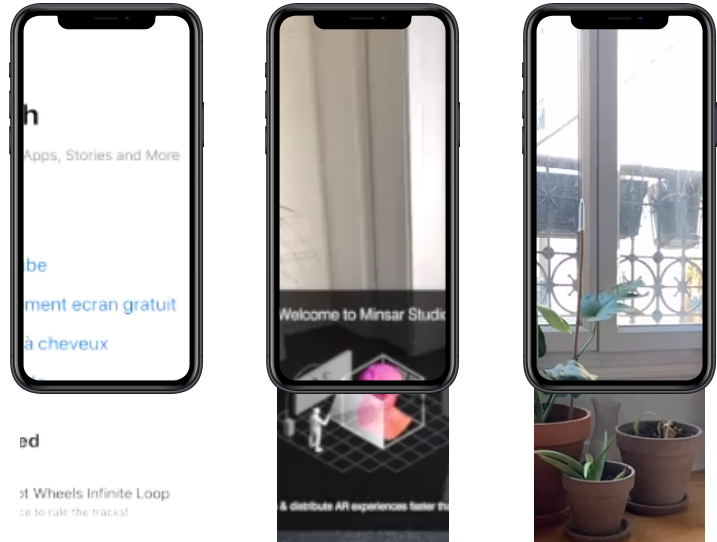 h
Apps, Stories and More
be
ment ecran gratuit
à cheveux
ed
ot Wheels Infinite Loop
ce to rule the tracks!
Welcome to Minsar Studio
& distribute AR experiences faster tha